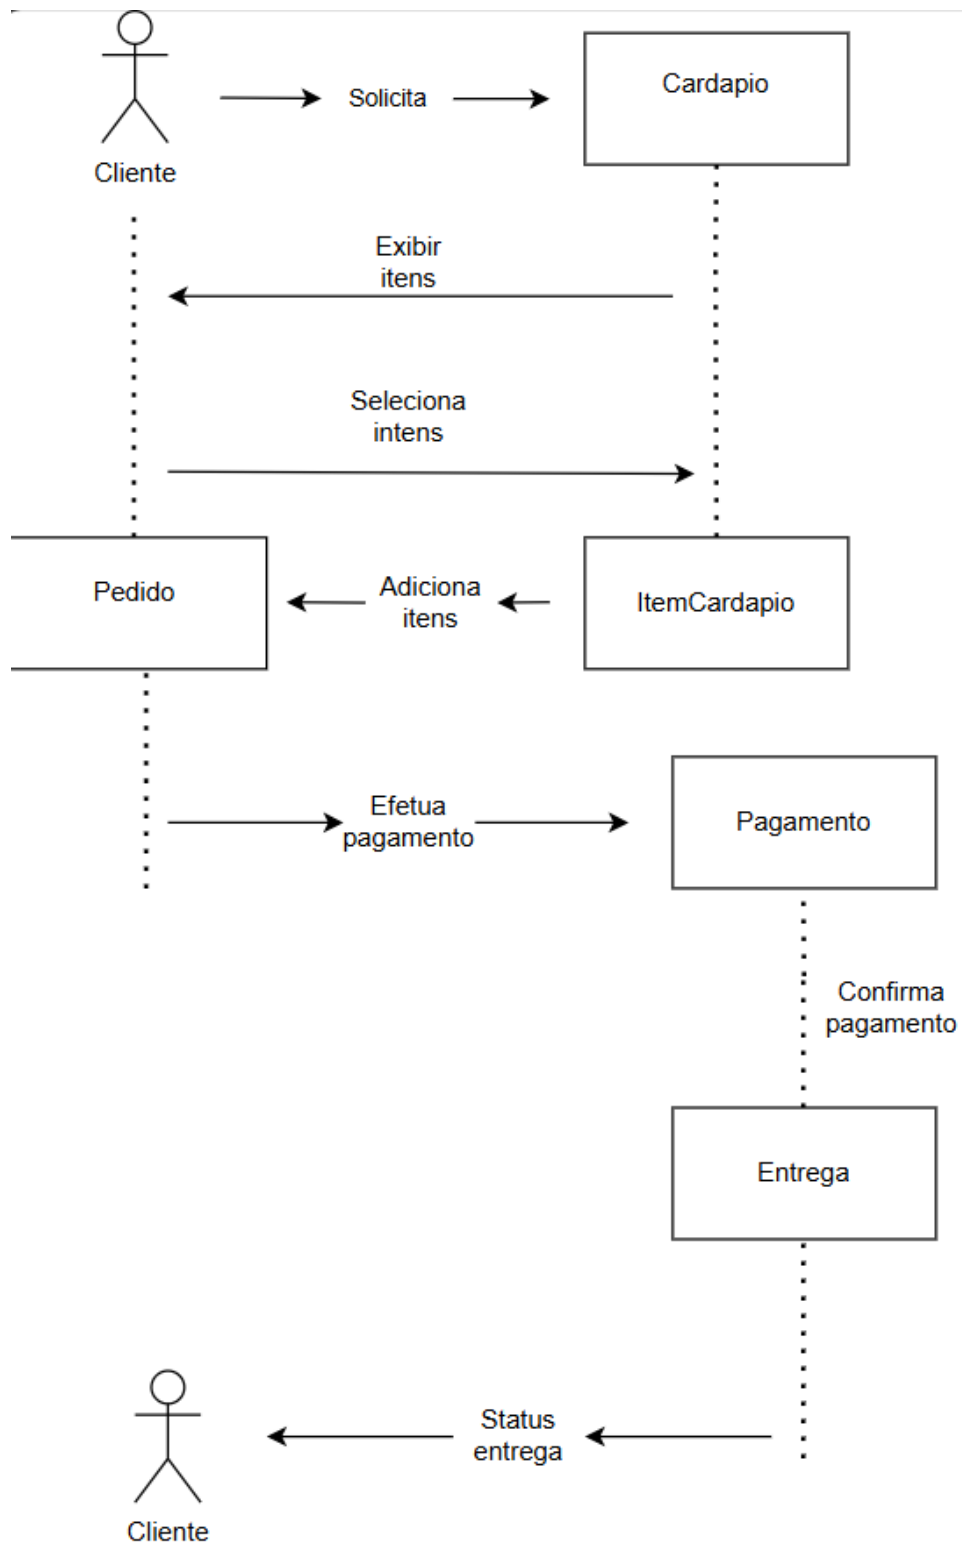 Cliente
Solicita
Cardapio
Exibir
itens
Seleciona
intens
Pedido
Adiciona
itens
ItemCardapio
Efetua
pagamento
Pagamento
Confirma
pagamento
Entrega
Status
entrega
Cliente